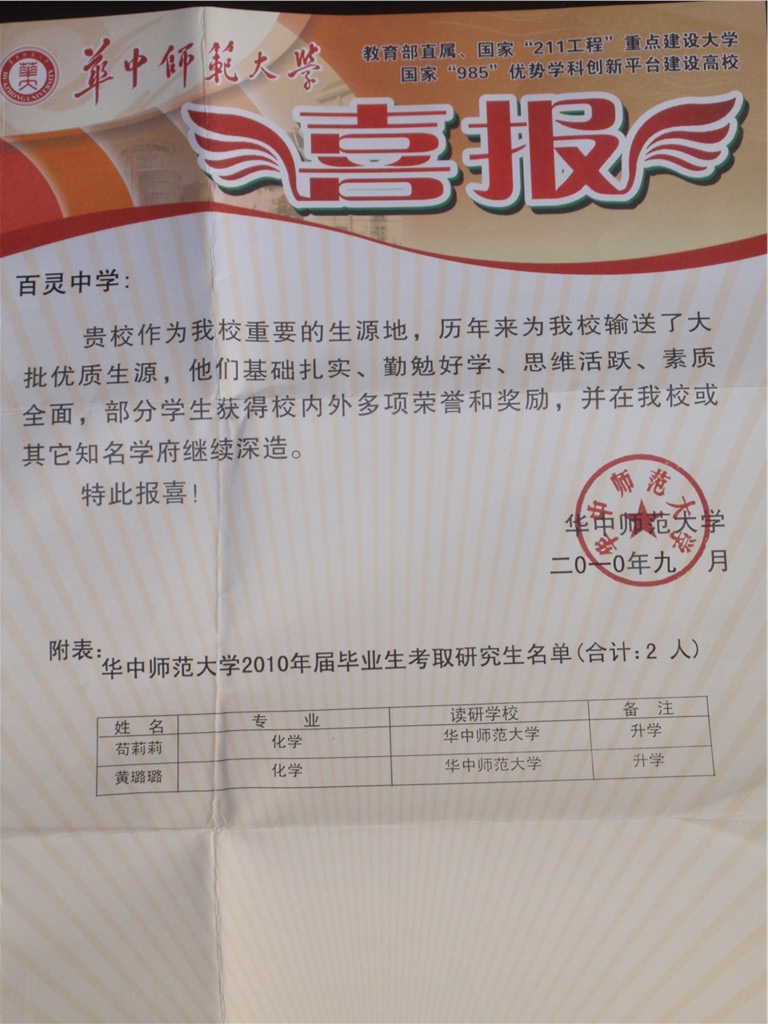 華中師範大学
教育部直属、国家“211工程”重点建设大学
国家“985”优势学科创新平台建设高校
喜报
百灵中学：
贵校作为我校重要的生源地，历年来为我校输送了大
批优质生源，他们基础扎实、勤勉好学、思维活跃、素质
全面，部分学生获得校内外多项荣誉和奖励，并在我校或
其它知名学府继续深造。
特此报喜！
华中师范大学
华中师范大学
二0一0年九 月
附表：华中师范大学2010年届毕业生考取研究生名单(合计：2 人)
姓 名 专 业 读研学校 备 注
苟莉莉 化学 华中师范大学 升学
黄璐璐 化学 华中师范大学 升学